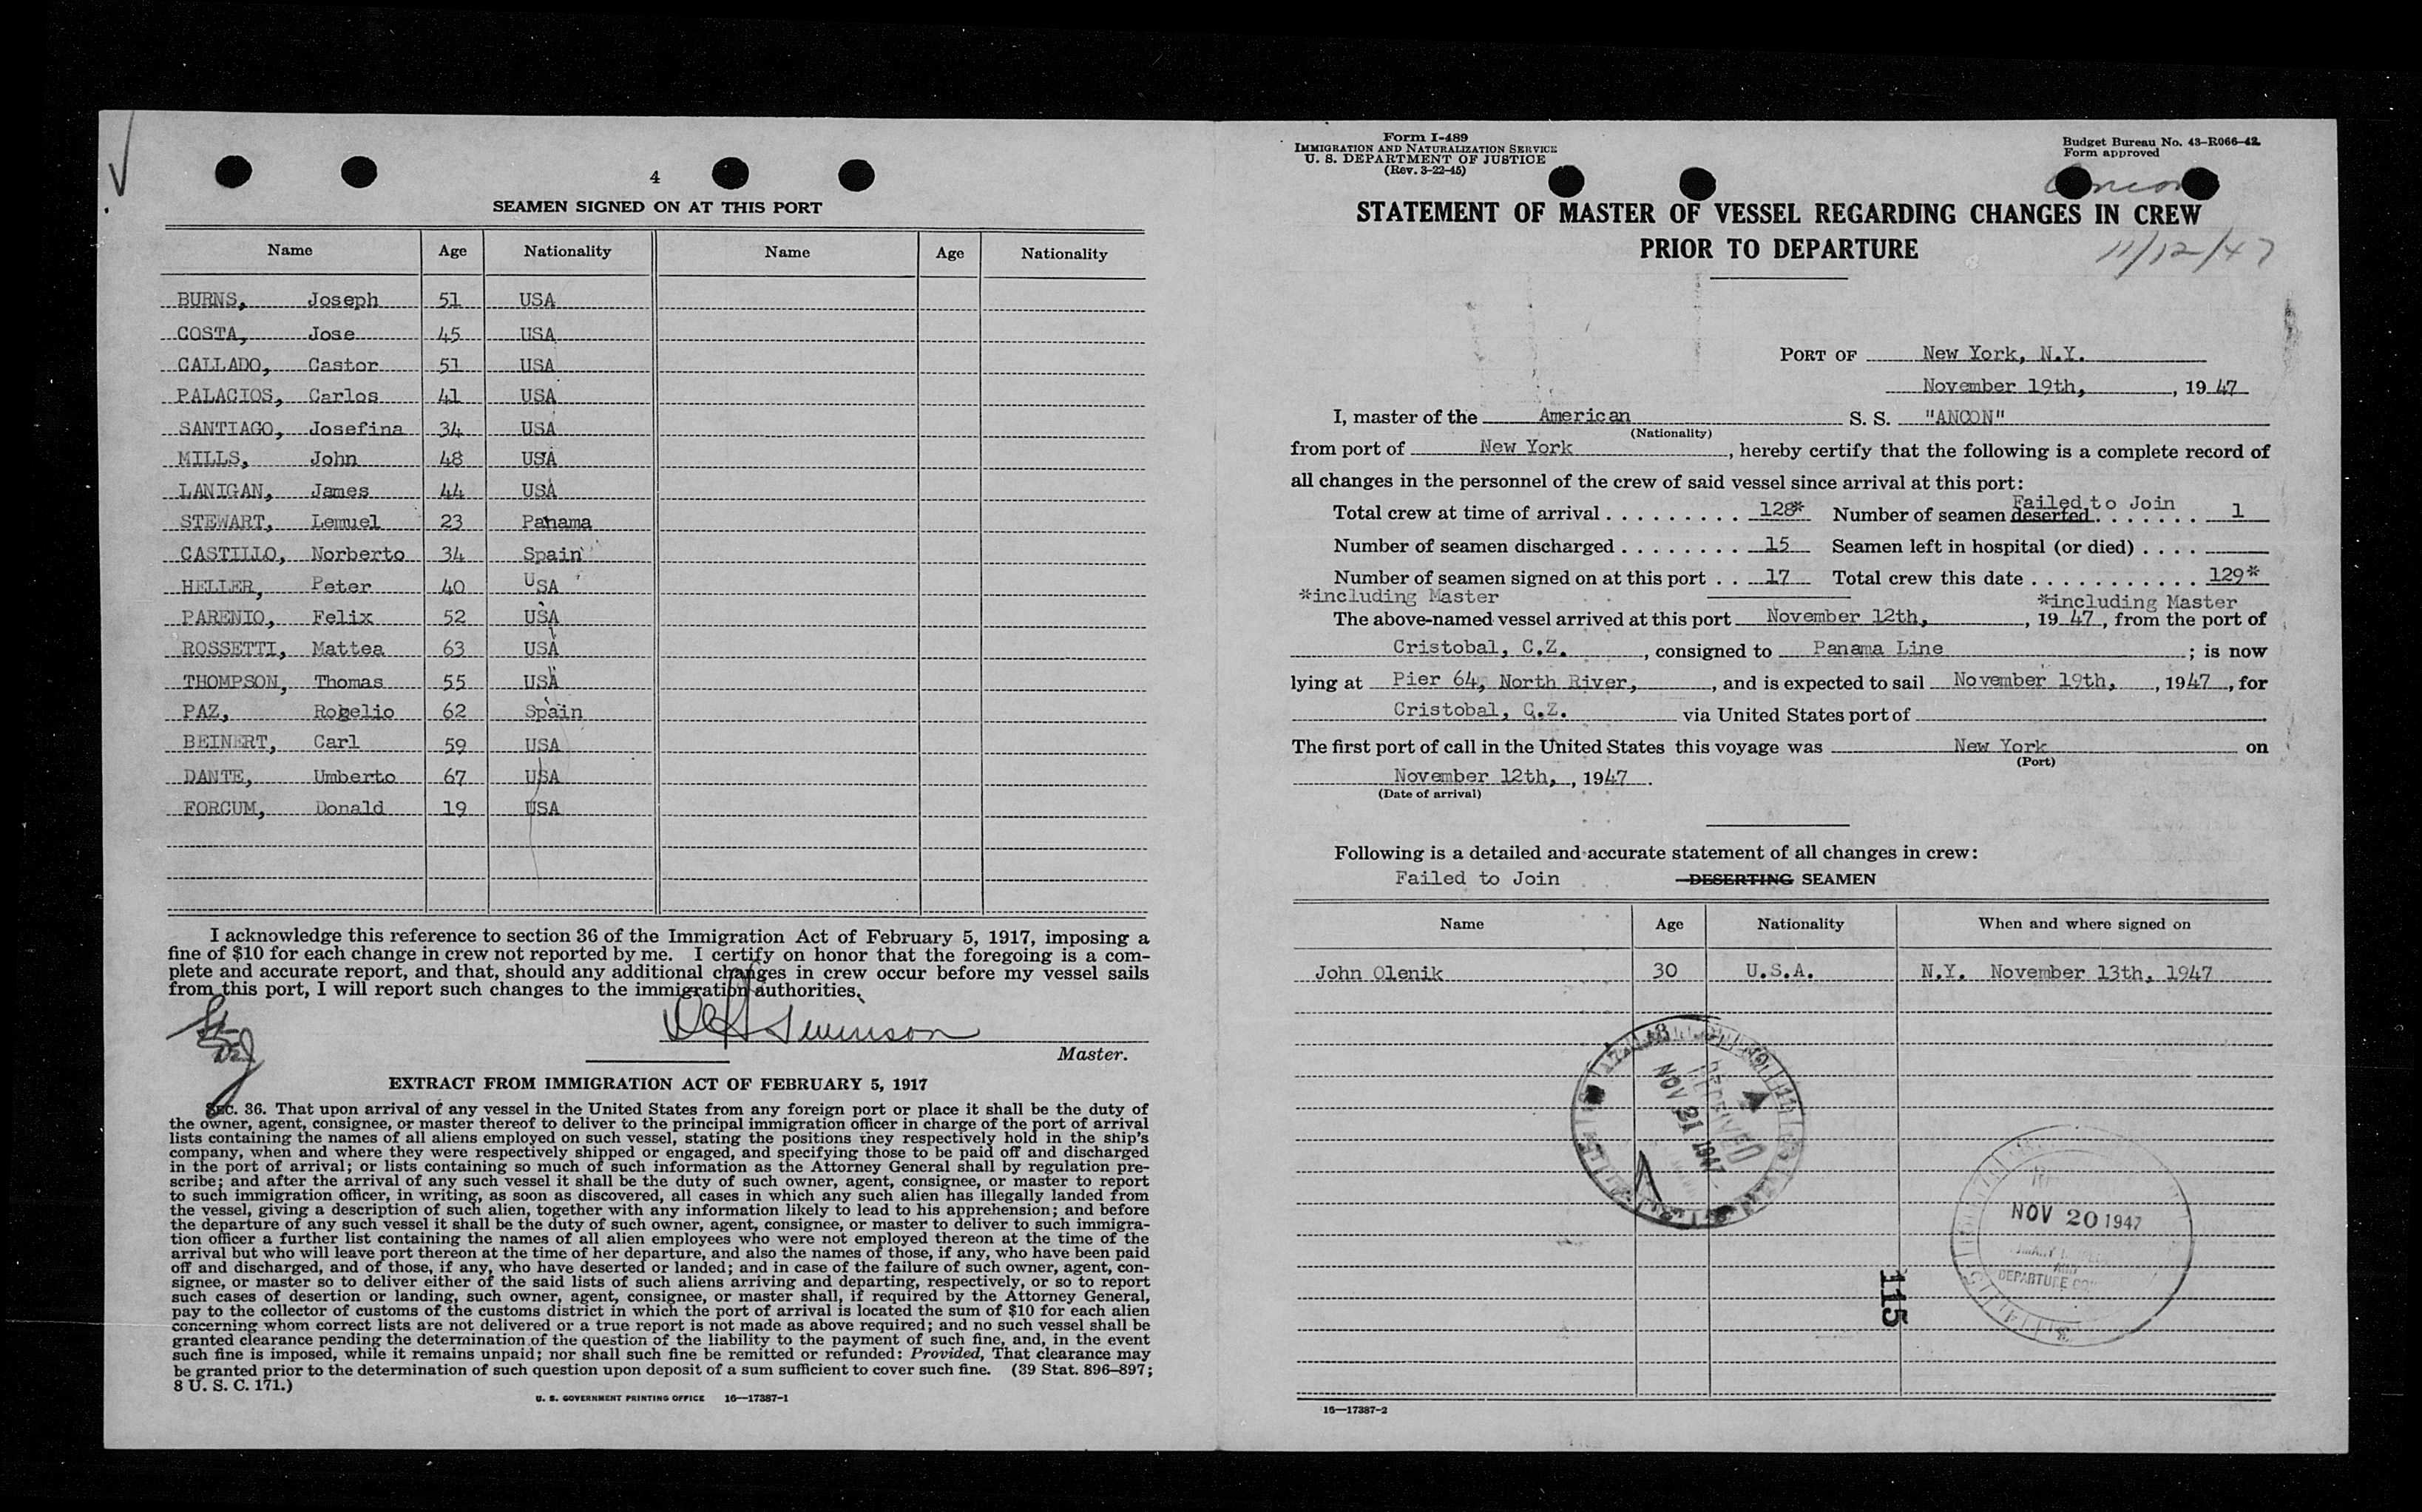 4
SEAMEN SIGNED ON AT THIS PORT
Name Age Nationality Name Age Nationality
BURNS, Joseph 51 USA
COSTA, Jose 45 USA
CALLADO, Castor 51 USA
PALACIOS, Carlos 41 USA
SANTIAGO, Josefina 34 USA
MILLS, John 48 USA
LANIGAN, James 44 USA
STEWART, Lemuel 23 Panama
CASTILLO, Norberto 34 Spain
HELLER, Peter 40 USA
PARENIO, Felix 52 USA
ROSSETTI, Mattea 63 USA
THOMPSON, Thomas 55 USA
PAZ, Rogelio 62 Spain
BEINERT, Carl 59 USA
DANTE, Umberto 67 USA
FORCUM, Donald 19 USA
I acknowledge this reference to section 36 of the Immigration Act of February 5, 1917, imposing a
fine of $10 for each change in crew not reported by me. I certify on honor that the foregoing is a com-
plete and accurate report, and that, should any additional changes in crew occur before my vessel sails
from this port, I will report such changes to the immigration authorities.
Master.
EXTRACT FROM IMMIGRATION ACT OF FEBRUARY 5, 1917
SEC. 36. That upon arrival of any vessel in the United States from any foreign port or place it shall be the duty of
the owner, agent, consignee, or master thereof to deliver to the principal immigration officer in charge of the port of arrival
lists containing the names of all aliens employed on such vessel, stating the positions they respectively hold in the ship's
company, when and where they were respectively shipped or engaged, and specifying those to be paid off and discharged
in the port of arrival; or lists containing so much of such information as the Attorney General shall by regulation pre-
scribe; and after the arrival of any such vessel it shall be the duty of such owner, agent, consignee, or master to report
to such immigration officer, in writing, as soon as discovered, all cases in which any such alien has illegally landed from
the vessel, giving a description of such alien, together with any information likely to lead to his apprehension; and before
the departure of any such vessel it shall be the duty of such owner, agent, consignee, or master to deliver to such immigra-
tion officer a further list containing the names of all alien employees who were not employed thereon at the time of the
arrival but who will leave port thereon at the time of her departure, and also the names of those, if any, who have been paid
off and discharged, and of those, if any, who have deserted or landed; and in case of the failure of such owner, agent, con-
signee, or master so to deliver either of the said lists of such aliens arriving and departing, respectively, or so to report
such cases of desertion or landing, such owner, agent, consignee, or master shall, if required by the Attorney General,
pay to the collector of customs of the customs district in which the port of arrival is located the sum of $10 for each alien
concerning whom correct lists are not delivered or a true report is not made as above required; and no such vessel shall be
granted clearance pending the determination of the question of the liability to the payment of such fine, and, in the event
such fine is imposed, while it remains unpaid; nor shall such fine be remitted or refunded: Provided, That clearance may
be granted prior to the determination of such question upon deposit of a sum sufficient to cover such fine. (39 Stat. 896–897;
8 U. S. C. 171.)
U. S. GOVERNMENT PRINTING OFFICE 16—17387-1
Form I-489
IMMIGRATION AND NATURALIZATION SERVICE
U. S. DEPARTMENT OF JUSTICE
(Rev. 3-22-45)
Budget Bureau No. 43-R066-42
Form approved
Ancon
STATEMENT OF MASTER OF VESSEL REGARDING CHANGES IN CREW
PRIOR TO DEPARTURE
11/12/47
PORT OF New York, N.Y.
November 19th, , 1947
I, master of the American S. S. "ANCON"
(Nationality)
from port of New York , hereby certify that the following is a complete record of
all changes in the personnel of the crew of said vessel since arrival at this port:
Failed to Join
Total crew at time of arrival . . . . . . . . . 128* Number of seamen deserted . . . . . . . 1
Number of seamen discharged . . . . . . . . 15 Seamen left in hospital (or died) . . . .
Number of seamen signed on at this port . . 17 Total crew this date . . . . . . . . . . . 129*
*including Master *including Master
The above-named vessel arrived at this port November 12th, , 1947, from the port of
Cristobal, C.Z. , consigned to Panama Line ; is now
lying at Pier 64, North River, , and is expected to sail November 19th, , 1947, for
Cristobal, C.Z. via United States port of
The first port of call in the United States this voyage was New York on
(Port)
November 12th, , 1947.
(Date of arrival)
Following is a detailed and accurate statement of all changes in crew:
Failed to Join DESERTING SEAMEN
Name Age Nationality When and where signed on
John Olenik 30 U.S.A. N.Y. November 13th, 1947
RECEIVED
NOV 21 1947
NOV 20 1947
DEPARTURE
115
16—17387-2